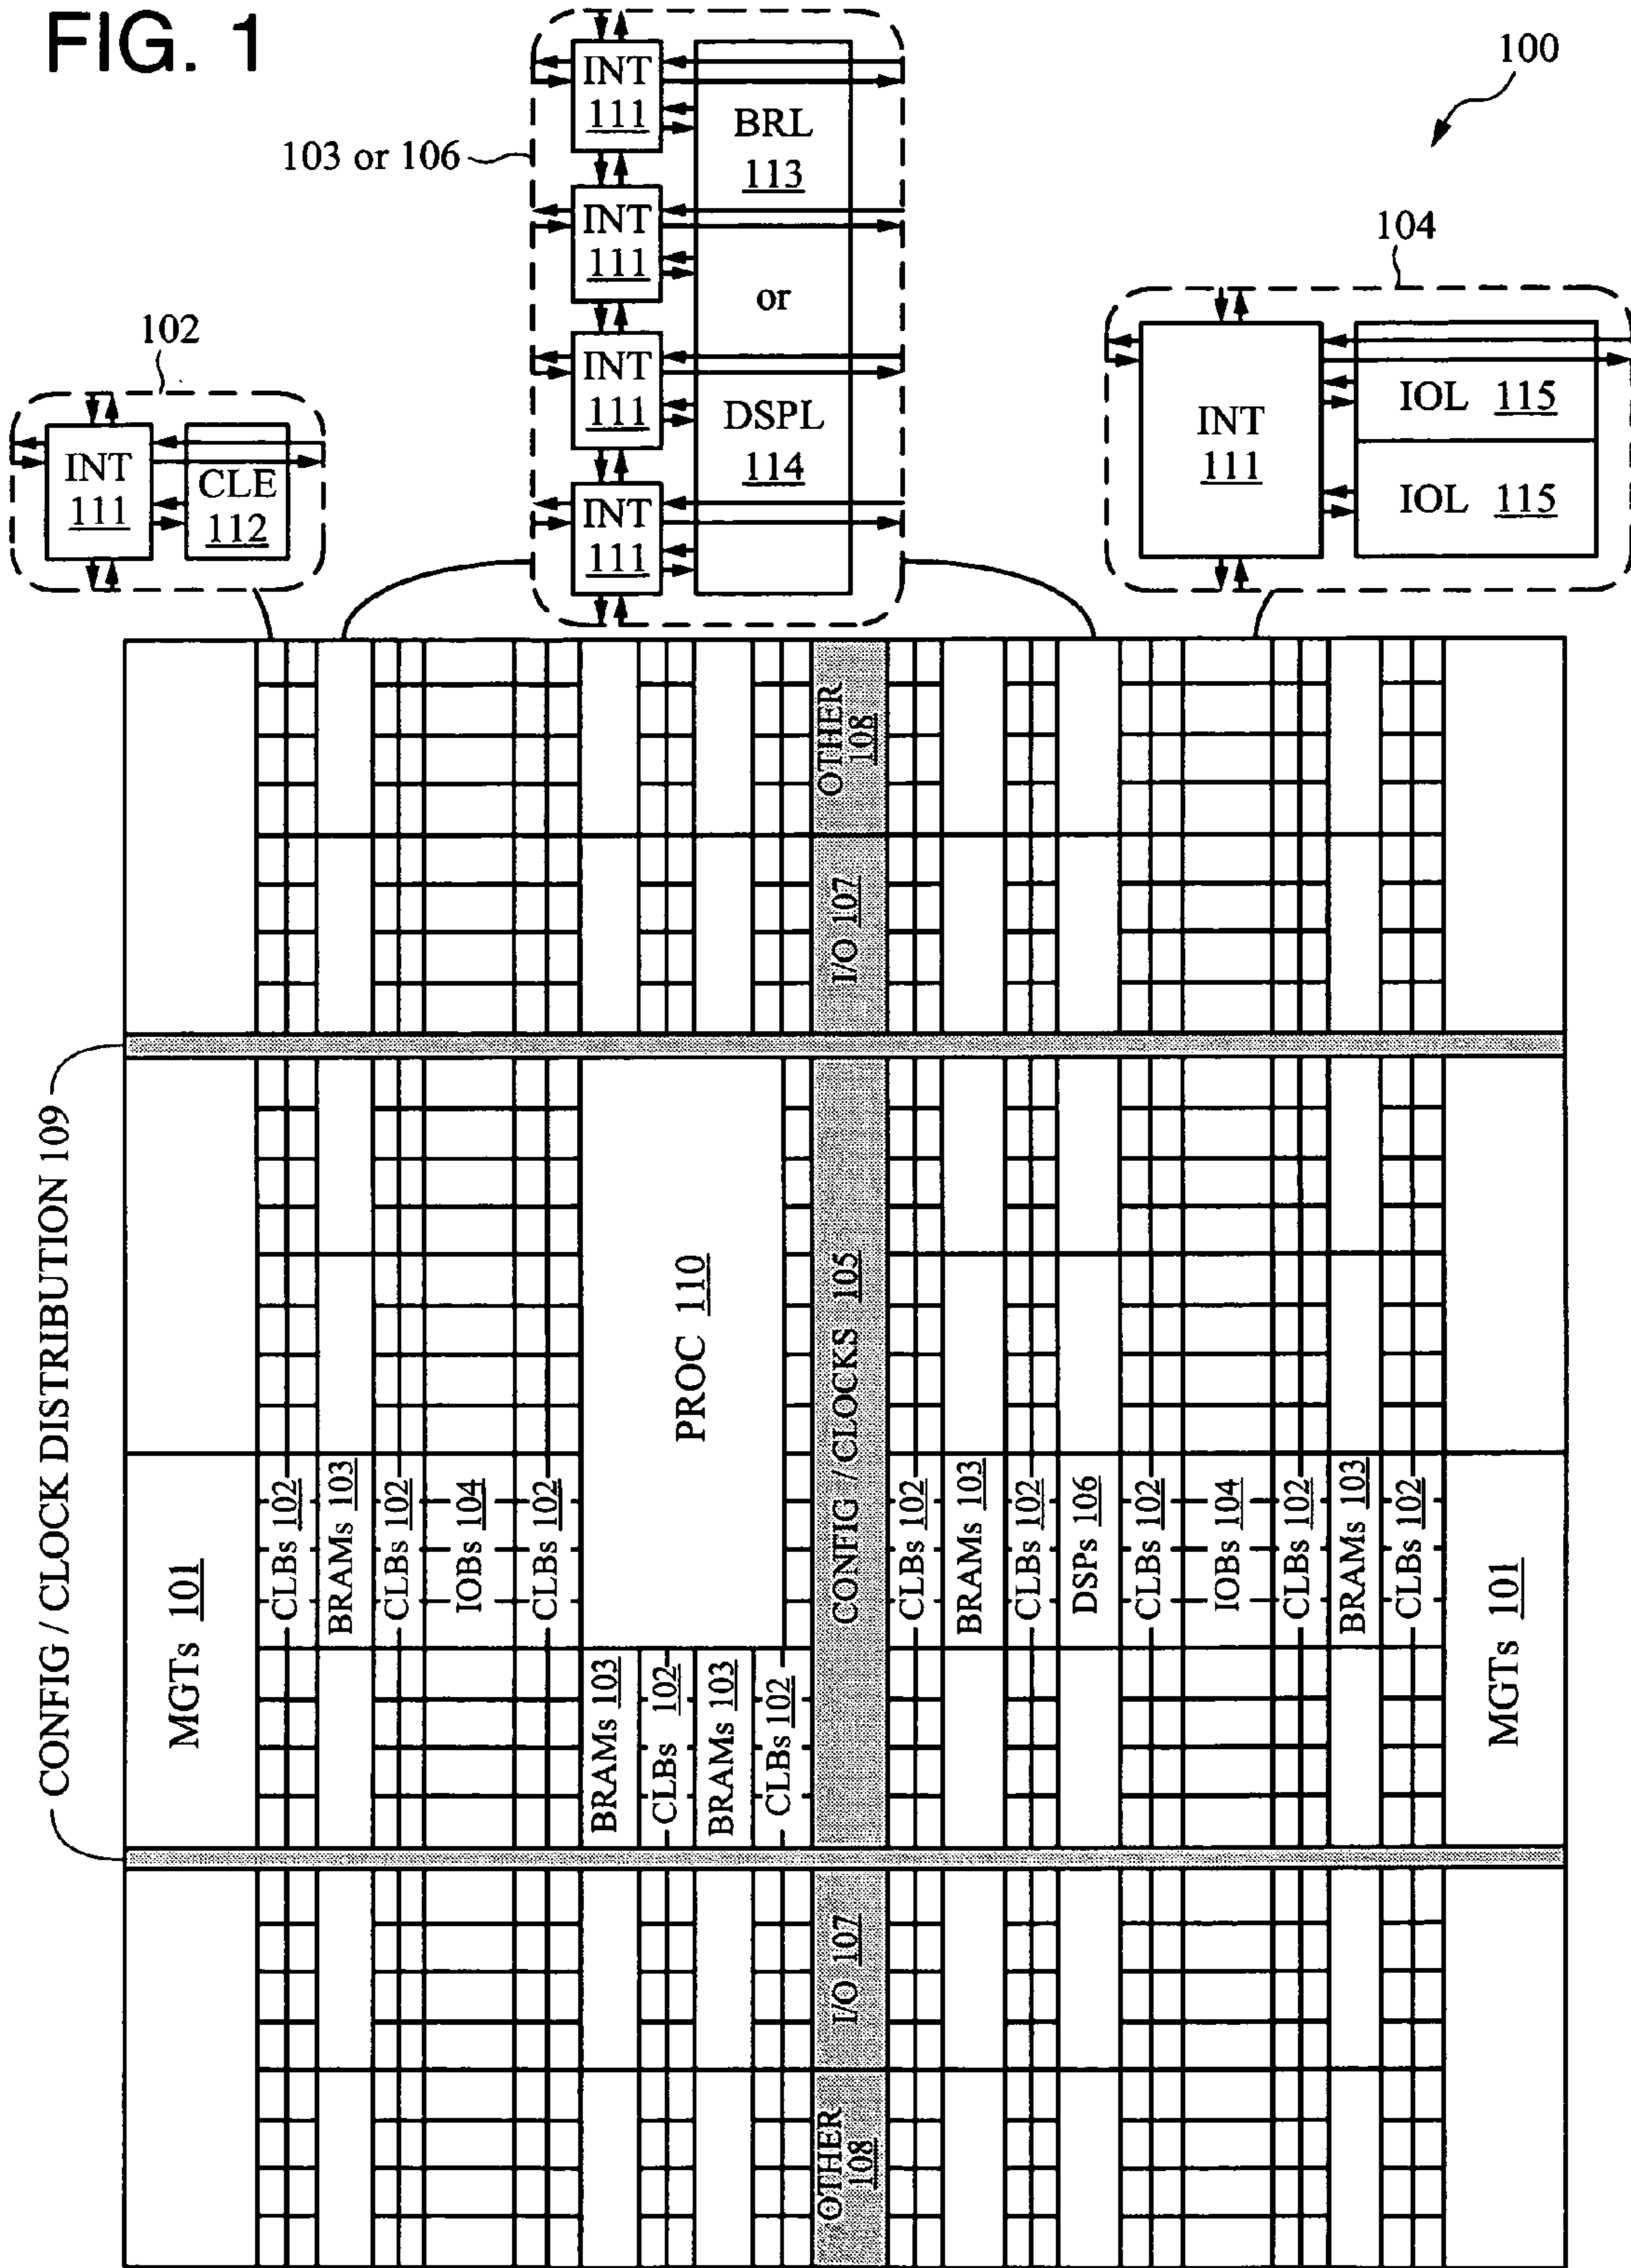 FIG. 1
100
103 or 106
INT
111
INT
111
INT
111
INT
111
BRL
113
or
DSPL
114
104
INT
111
IOL 115
IOL 115
102
INT
111
CLE
112
CONFIG / CLOCK DISTRIBUTION 109
OTHER
108
I/O 107
PROC 110
CONFIG / CLOCKS 105
MGTs 101
CLBs 102
BRAMs 103
CLBs 102
IOBs 104
CLBs 102
BRAMs 103
CLBs 102
BRAMs 103
CLBs 102
CLBs 102
BRAMs 103
CLBs 102
DSPs 106
CLBs 102
IOBs 104
CLBs 102
BRAMs 103
CLBs 102
MGTs 101
I/O 107
OTHER
108